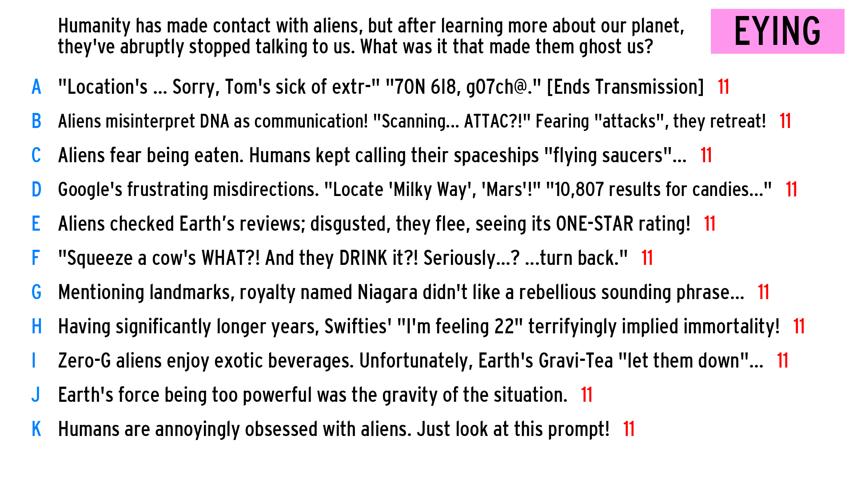 Humanity has made contact with aliens, but after learning more about our planet,
they've abruptly stopped talking to us. What was it that made them ghost us?
EYING
A "Location's ... Sorry, Tom's sick of extr-" "70N 6I8, g07ch@." [Ends Transmission] 11
B Aliens misinterpret DNA as communication! "Scanning... ATTAC?!" Fearing "attacks", they retreat! 11
C Aliens fear being eaten. Humans kept calling their spaceships "flying saucers"... 11
D Google's frustrating misdirections. "Locate 'Milky Way', 'Mars'!" "10,807 results for candies..." 11
E Aliens checked Earth's reviews; disgusted, they flee, seeing its ONE-STAR rating! 11
F "Squeeze a cow's WHAT?! And they DRINK it?! Seriously...? ...turn back." 11
G Mentioning landmarks, royalty named Niagara didn't like a rebellious sounding phrase... 11
H Having significantly longer years, Swifties' "I'm feeling 22" terrifyingly implied immortality! 11
I Zero-G aliens enjoy exotic beverages. Unfortunately, Earth's Gravi-Tea "let them down"... 11
J Earth's force being too powerful was the gravity of the situation. 11
K Humans are annoyingly obsessed with aliens. Just look at this prompt! 11